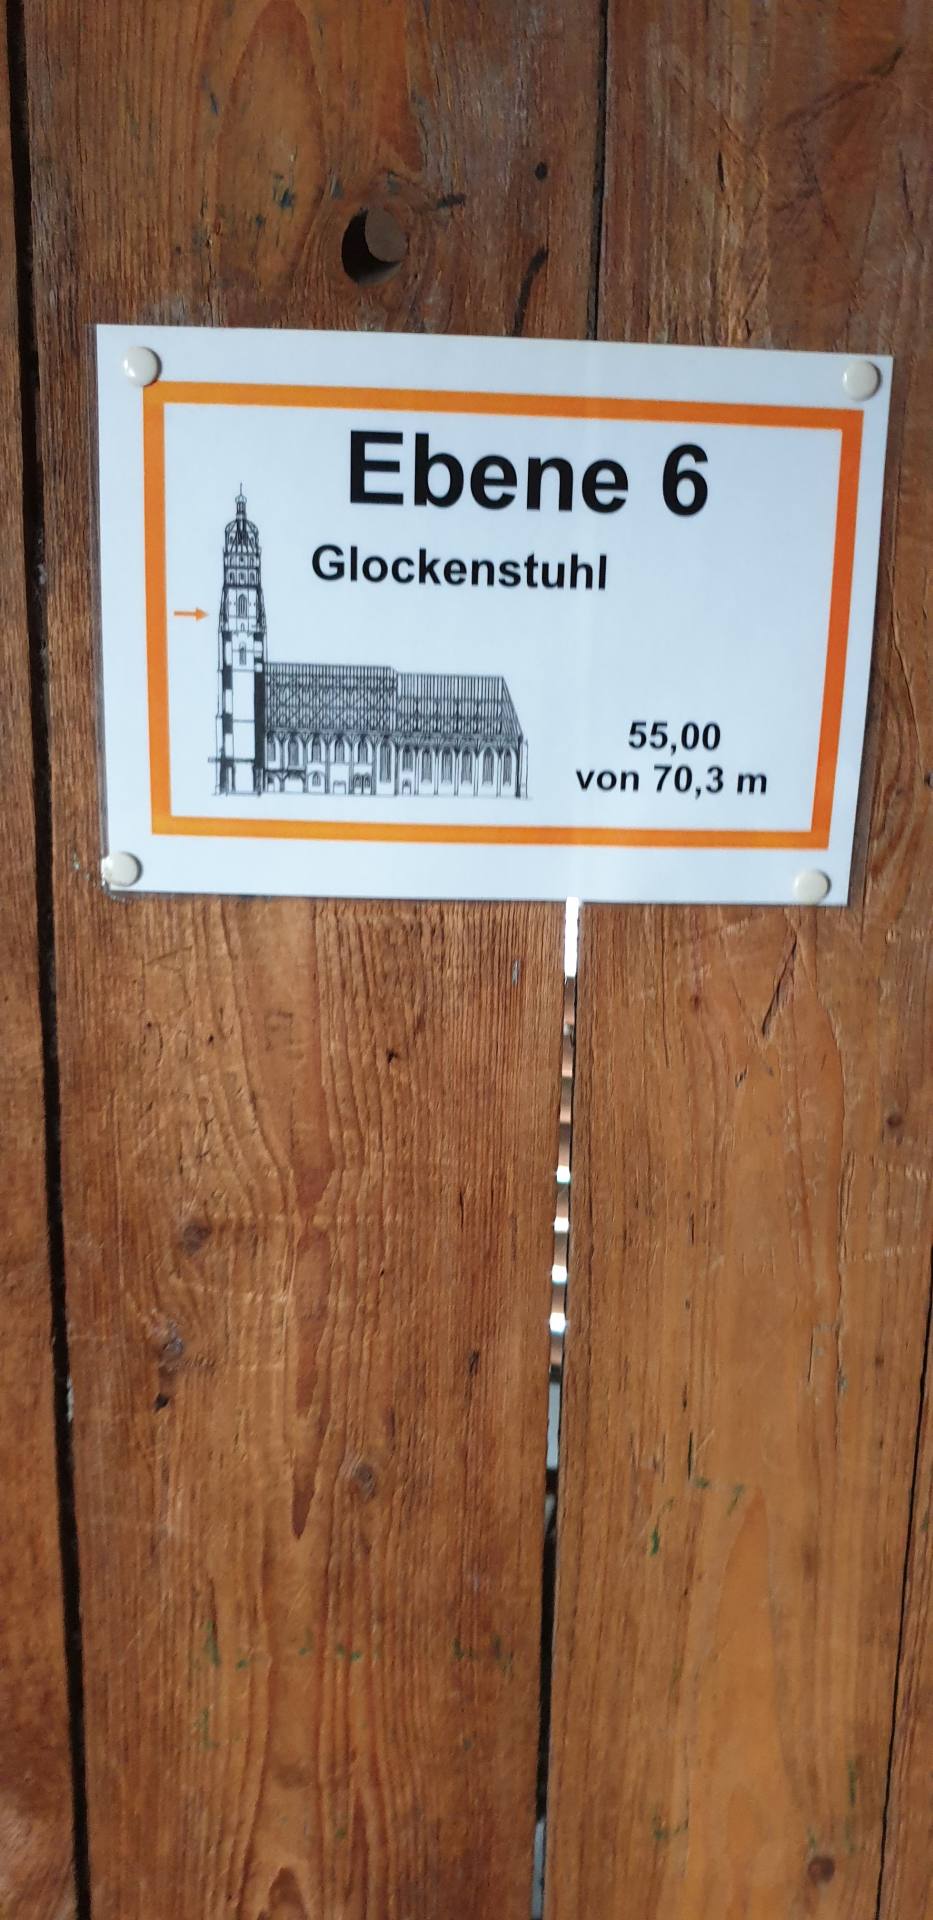 Ebene 6
Glockenstuhl
55,00
von 70,3 m